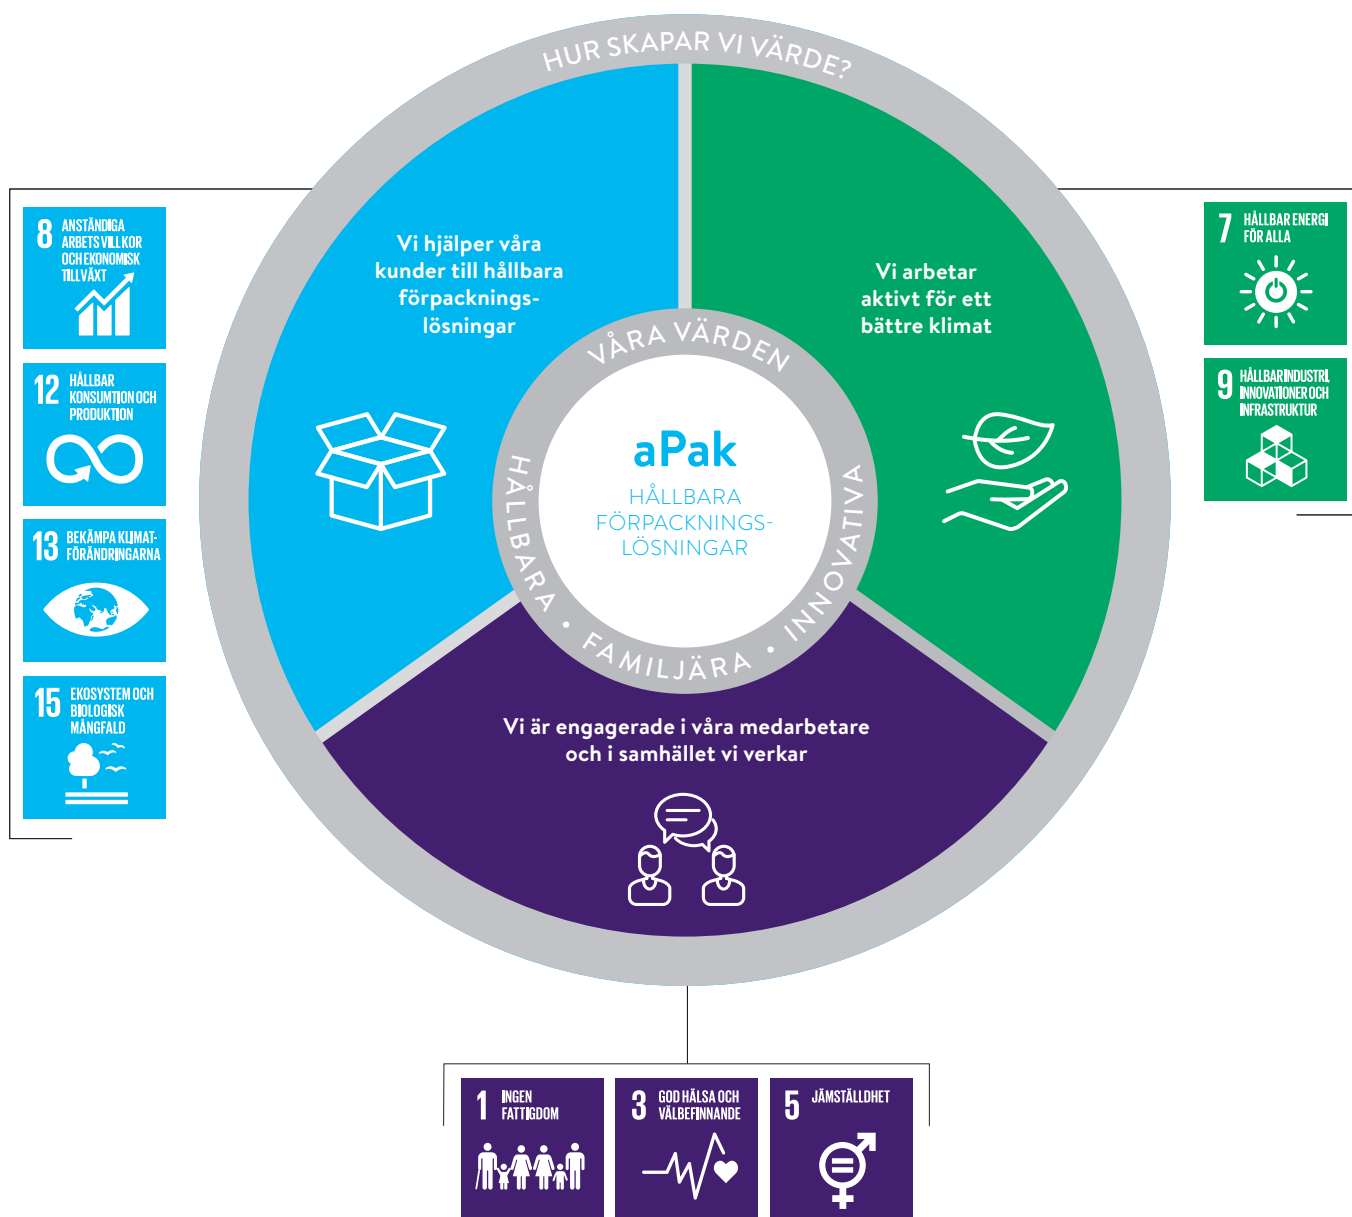 HUR SKAPAR VI VÄRDE?
Vi hjälper våra
kunder till hållbara
förpacknings-
lösningar
Vi arbetar
aktivt för ett
bättre klimat
VÅRA VÄRDEN
HÅLLBARA • FAMILJÄRA • INNOVATIVA
aPak
HÅLLBARA
FÖRPACKNINGS-
LÖSNINGAR
Vi är engagerade i våra medarbetare
och i samhället vi verkar
8 ANSTÄNDIGA
ARBETSVILLKOR
OCH EKONOMISK
TILLVÄXT
12 HÅLLBAR
KONSUMTION OCH
PRODUKTION
13 BEKÄMPA KLIMAT-
FÖRÄNDRINGARNA
15 EKOSYSTEM OCH
BIOLOGISK
MÅNGFALD
7 HÅLLBAR ENERGI
FÖR ALLA
9 HÅLLBAR INDUSTRI,
INNOVATIONER OCH
INFRASTRUKTUR
1 INGEN
FATTIGDOM
3 GOD HÄLSA OCH
VÄLBEFINNANDE
5 JÄMSTÄLLDHET